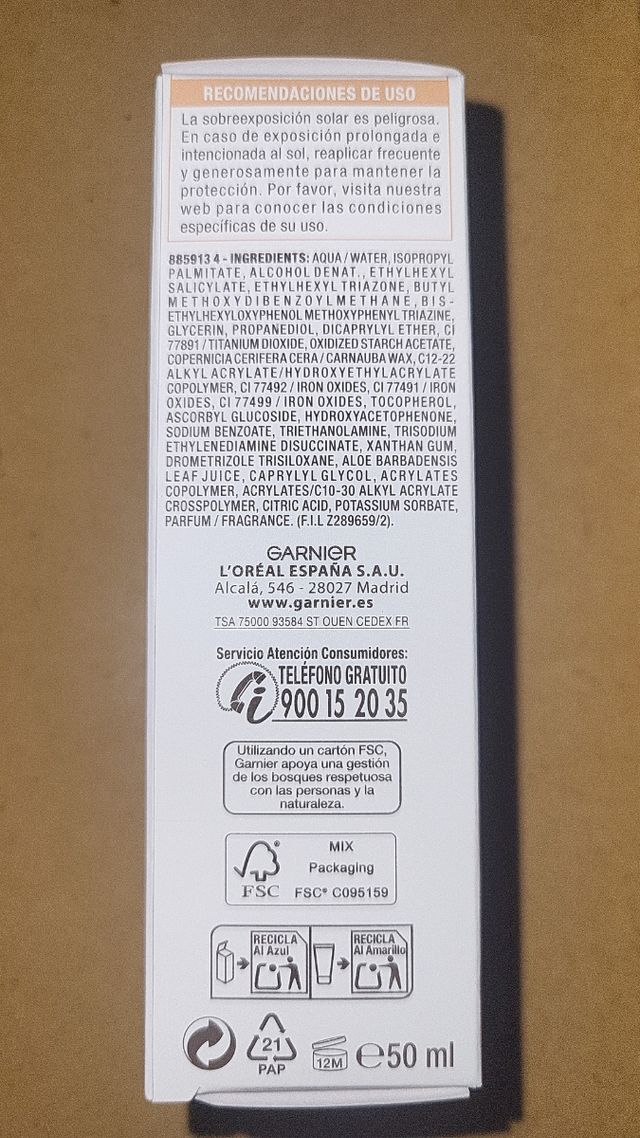 RECOMENDACIONES DE USO
La sobreexposición solar es peligrosa.
En caso de exposición prolongada e
intencionada al sol, reaplicar frecuente
y generosamente para mantener la
protección. Por favor, visita nuestra
web para conocer las condiciones
específicas de su uso.
885913 4 - INGREDIENTS: AQUA / WATER, ISOPROPYL
PALMITATE, ALCOHOL DENAT., ETHYLHEXYL
SALICYLATE, ETHYLHEXYL TRIAZONE, BUTYL
METHOXYDIBENZOYLMETHANE, BIS-
ETHYLHEXYLOXYPHENOL METHOXYPHENYL TRIAZINE,
GLYCERIN, PROPANEDIOL, DICAPRYLYL ETHER, CI
77891 / TITANIUM DIOXIDE, OXIDIZED STARCH ACETATE,
COPERNICIA CERIFERA CERA / CARNAUBA WAX, C12-22
ALKYL ACRYLATE/HYDROXYETHYLACRYLATE
COPOLYMER, CI 77492 / IRON OXIDES, CI 77491 / IRON
OXIDES, CI 77499 / IRON OXIDES, TOCOPHEROL,
ASCORBYL GLUCOSIDE, HYDROXYACETOPHENONE,
SODIUM BENZOATE, TRIETHANOLAMINE, TRISODIUM
ETHYLENEDIAMINE DISUCCINATE, XANTHAN GUM,
DROMETRIZOLE TRISILOXANE, ALOE BARBADENSIS
LEAF JUICE, CAPRYLYL GLYCOL, ACRYLATES
COPOLYMER, ACRYLATES/C10-30 ALKYL ACRYLATE
CROSSPOLYMER, CITRIC ACID, POTASSIUM SORBATE,
PARFUM / FRAGRANCE. (F.I.L Z289659/2).
GARNIER
L'ORÉAL ESPAÑA S.A.U.
Alcalá, 546 - 28027 Madrid
www.garnier.es
TSA 75000 93584 ST OUEN CEDEX FR
Servicio Atención Consumidores:
TELÉFONO GRATUITO
900 15 20 35
Utilizando un cartón FSC,
Garnier apoya una gestión
de los bosques respetuosa
con las personas y la
naturaleza.
MIX
Packaging
FSC FSC® C095159
RECICLA
Al Azul
RECICLA
Al Amarillo
21
PAP
12M
e50 ml